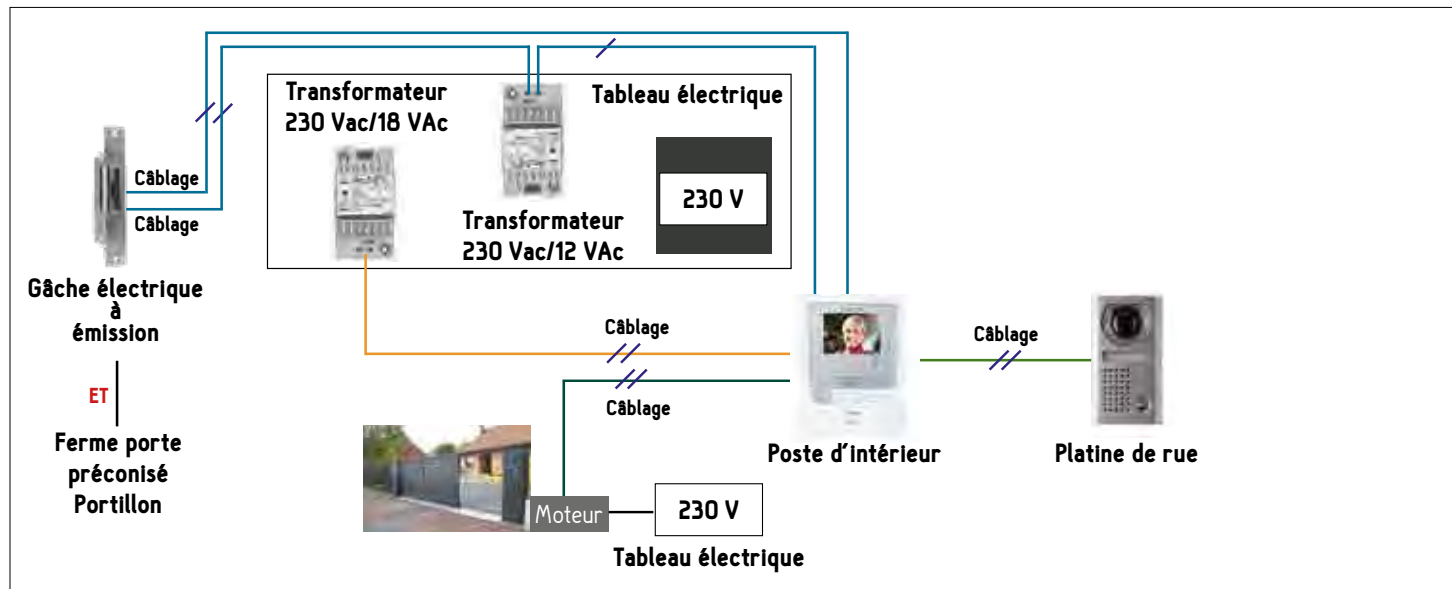 Transformateur
230 Vac/18 VAc
Tableau électrique
230 V
Transformateur
230 Vac/12 VAc
Câblage
Câblage
Gâche électrique
à
émission
ET
Ferme porte
préconisé
Portillon
Câblage
Câblage
Câblage
Poste d'intérieur
Platine de rue
Moteur
230 V
Tableau électrique